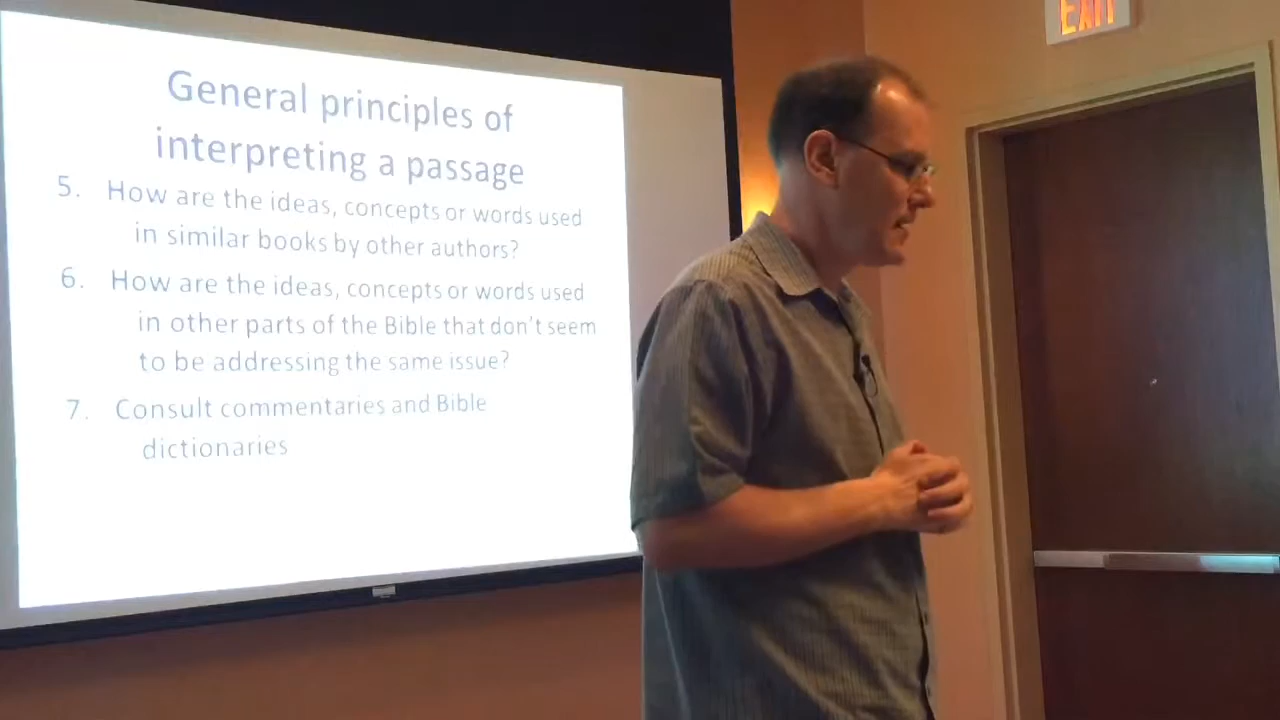 General principles of
interpreting a passage
5. How are the ideas, concepts or words used
in similar books by other authors?
6. How are the ideas, concepts or words used
in other parts of the Bible that don't seem
to be addressing the same issue?
7. Consult commentaries and Bible
dictionaries
EXIT